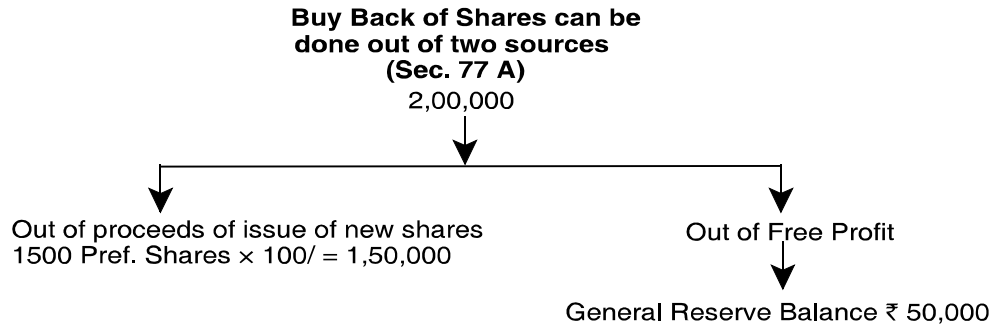 Buy Back of Shares can be
done out of two sources
(Sec. 77 A)
2,00,000
Out of proceeds of issue of new shares
1500 Pref. Shares × 100/ = 1,50,000
Out of Free Profit
General Reserve Balance ₹ 50,000